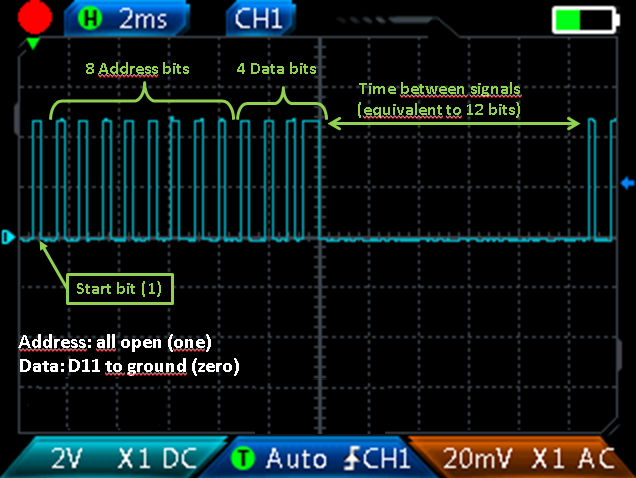 H 2ms CH1
8 Address bits 4 Data bits
Time between signals
(equivalent to 12 bits)
Start bit (1)
Address: all open (one)
Data: D11 to ground (zero)
2V X1 DC T Auto CH1 20mV X1 AC